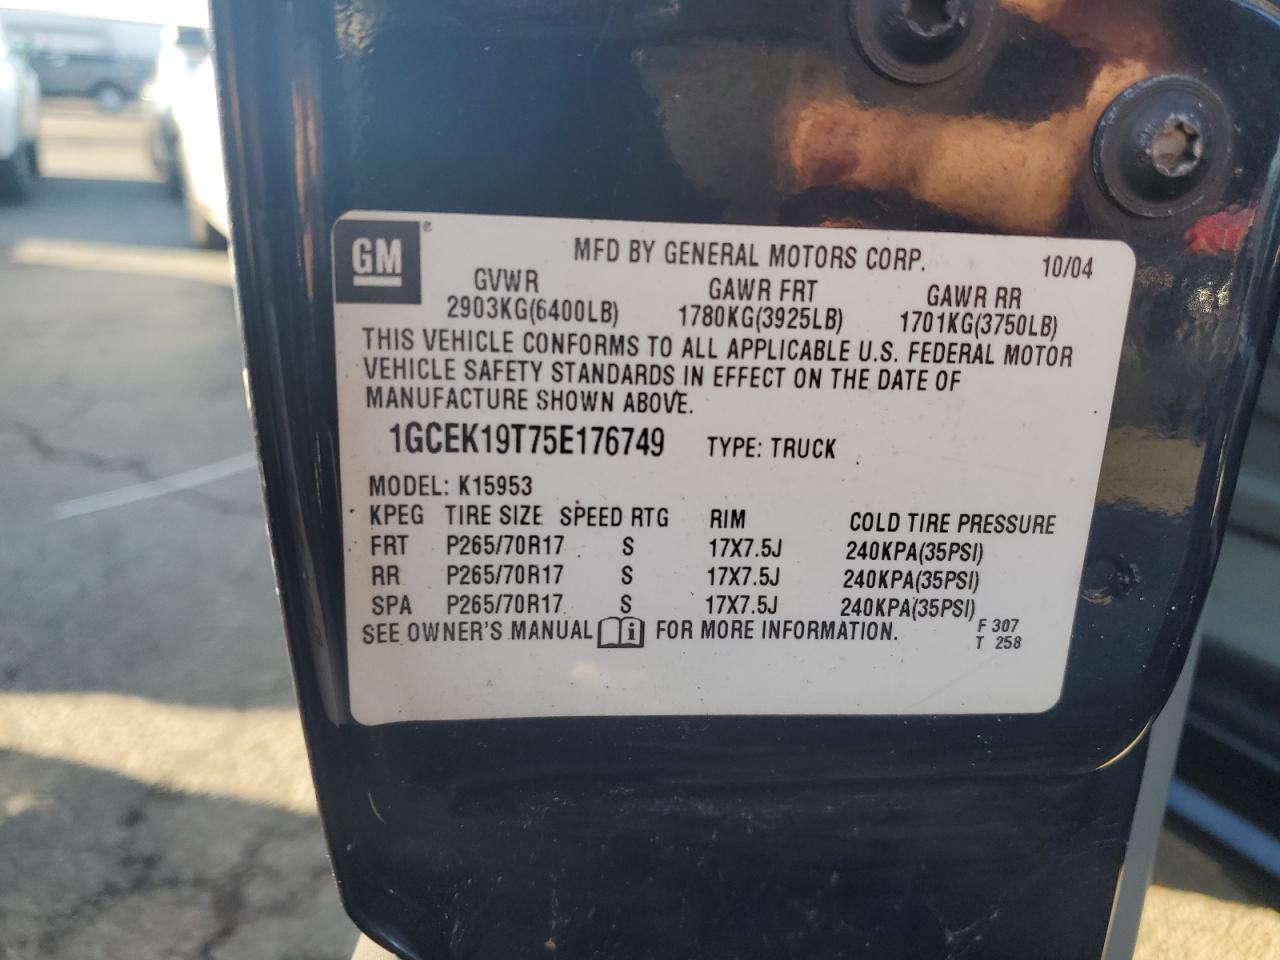 GM® MFD BY GENERAL MOTORS CORP. 10/04
GVWR GAWR FRT GAWR RR
2903KG(6400LB) 1780KG(3925LB) 1701KG(3750LB)
THIS VEHICLE CONFORMS TO ALL APPLICABLE U.S. FEDERAL MOTOR
VEHICLE SAFETY STANDARDS IN EFFECT ON THE DATE OF
MANUFACTURE SHOWN ABOVE.
1GCEK19T75E176749 TYPE: TRUCK
MODEL: K15953
KPEG TIRE SIZE SPEED RTG RIM COLD TIRE PRESSURE
FRT P265/70R17 S 17X7.5J 240KPA(35PSI)
RR P265/70R17 S 17X7.5J 240KPA(35PSI)
SPA P265/70R17 S 17X7.5J 240KPA(35PSI)
SEE OWNER'S MANUAL i FOR MORE INFORMATION. F 307
T 258